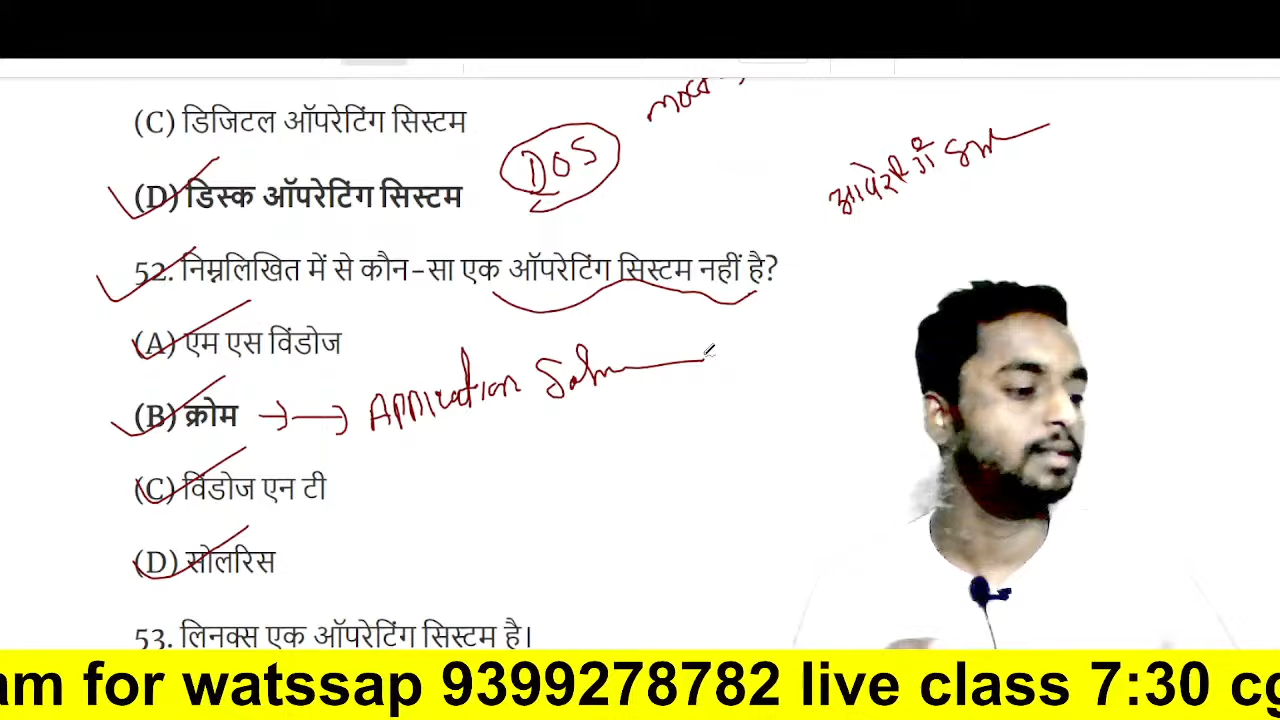 (C) डिजिटल ऑपरेटिंग सिस्टम
(D) डिस्क ऑपरेटिंग सिस्टम
DOS
52. निम्नलिखित में से कौन-सा एक ऑपरेटिंग सिस्टम नहीं है?
(A) एम एस विंडोज
(B) क्रोम
Application
(C) विंडोज एन टी
(D) सोलरिस
53. लिनक्स एक ऑपरेटिंग सिस्टम है।
am for watssap 9399278782 live class 7:30 cg